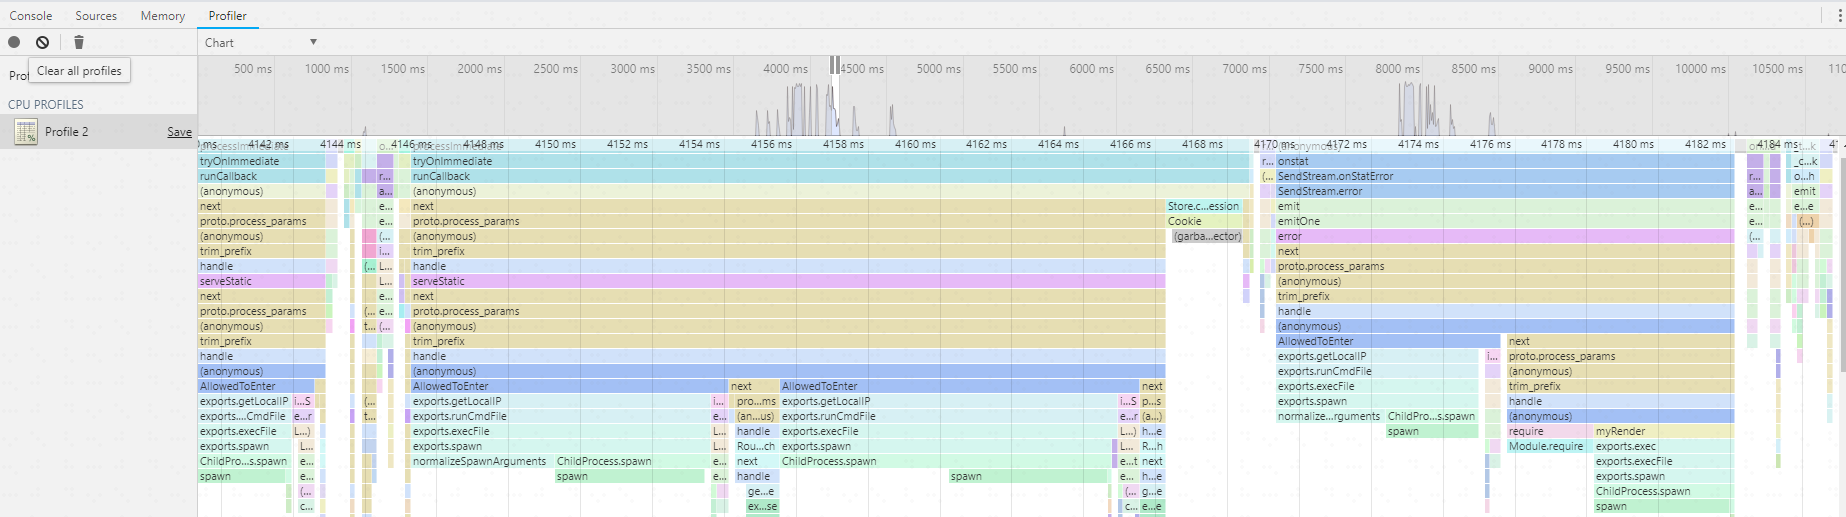 Console Sources Memory Profiler
Chart
Clear all profiles
CPU PROFILES
Profile 2 Save
500 ms 1000 ms 1500 ms 2000 ms 2500 ms 3000 ms 3500 ms 4000 ms 4500 ms 5000 ms 5500 ms 6000 ms 6500 ms 7000 ms 7500 ms 8000 ms 8500 ms 9000 ms 9500 ms 10000 ms 10500 ms
4142 ms 4144 ms 4146 ms 4148 ms 4150 ms 4152 ms 4154 ms 4156 ms 4158 ms 4160 ms 4162 ms 4164 ms 4166 ms 4168 ms 4170 ms 4172 ms 4174 ms 4176 ms 4178 ms 4180 ms 4182 ms 4184 ms
tryOnImmediate tryOnImmediate r... onstat r... _c...k
runCallback r... runCallback (... SendStream.onStatError r... o...h
(anonymous) a... (anonymous) SendStream.error a... emit
next e... next Store.c...ession emit e... e...e
proto.process_params e... proto.process_params Cookie emitOne e... (...)
(anonymous) (... (anonymous) (garba...ector) error (...
trim_prefix i... trim_prefix next
handle (... L... handle proto.process_params
serveStatic L... serveStatic (anonymous)
next e... next trim_prefix
proto.process_params (... e... proto.process_params handle
(anonymous) t... (... (anonymous) (anonymous)
trim_prefix trim_prefix AllowedToEnter next
handle handle exports.getLocalIP i... proto.process_params
(anonymous) (anonymous) exports.runCmdFile (anonymous)
AllowedToEnter AllowedToEnter next AllowedToEnter next exports.execFile trim_prefix
exports.getLocalIP i...S (... exports.getLocalIP i... pro...ms exports.getLocalIP i...S p...s exports.spawn handle
exports....CmdFile e...r t... exports.runCmdFile e... (an...us) exports.runCmdFile e...r (a...) normalize...rguments ChildPro...s.spawn (anonymous)
exports.execFile L...) exports.execFile L... handle exports.execFile L...) h...e spawn require myRender
exports.spawn L... exports.spawn L... Rou...ch exports.spawn L... R...h Module.require exports.exec
ChildPro...s.spawn e... normalizeSpawnArguments ChildProcess.spawn e... next ChildProcess.spawn e...t next exports.execFile
spawn e... spawn handle spawn handle exports.spawn
(... ge...e (... g...e ChildProcess.spawn
c... ex...se c... e...e spawn